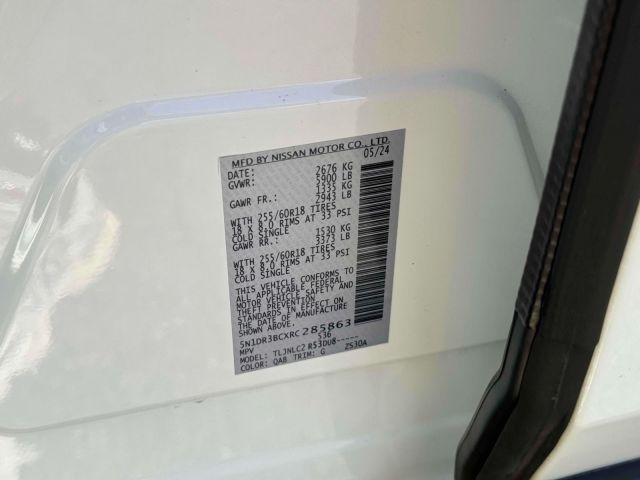 MFD BY NISSAN MOTOR CO., LTD.
DATE: 05/24
GVWR: 2676 KG
5900 LB
GAWR FR.: 1335 KG
2943 LB
WITH 255/60R18 TIRES
18 X 8.0 RIMS AT 33 PSI
COLD SINGLE
GAWR RR.: 1530 KG
3373 LB
WITH 255/60R18 TIRES
18 X 8.0 RIMS AT 33 PSI
COLD SINGLE
THIS VEHICLE CONFORMS TO
ALL APPLICABLE FEDERAL
MOTOR VEHICLE SAFETY AND
THEFT PREVENTION
STANDARDS IN EFFECT ON
THE DATE OF MANUFACTURE
5N1DR3BCXRC285863
MPV 536
MODEL: TLJNLC2 R53DU8-----
COLOR: QAB TRIM: G ZS30A